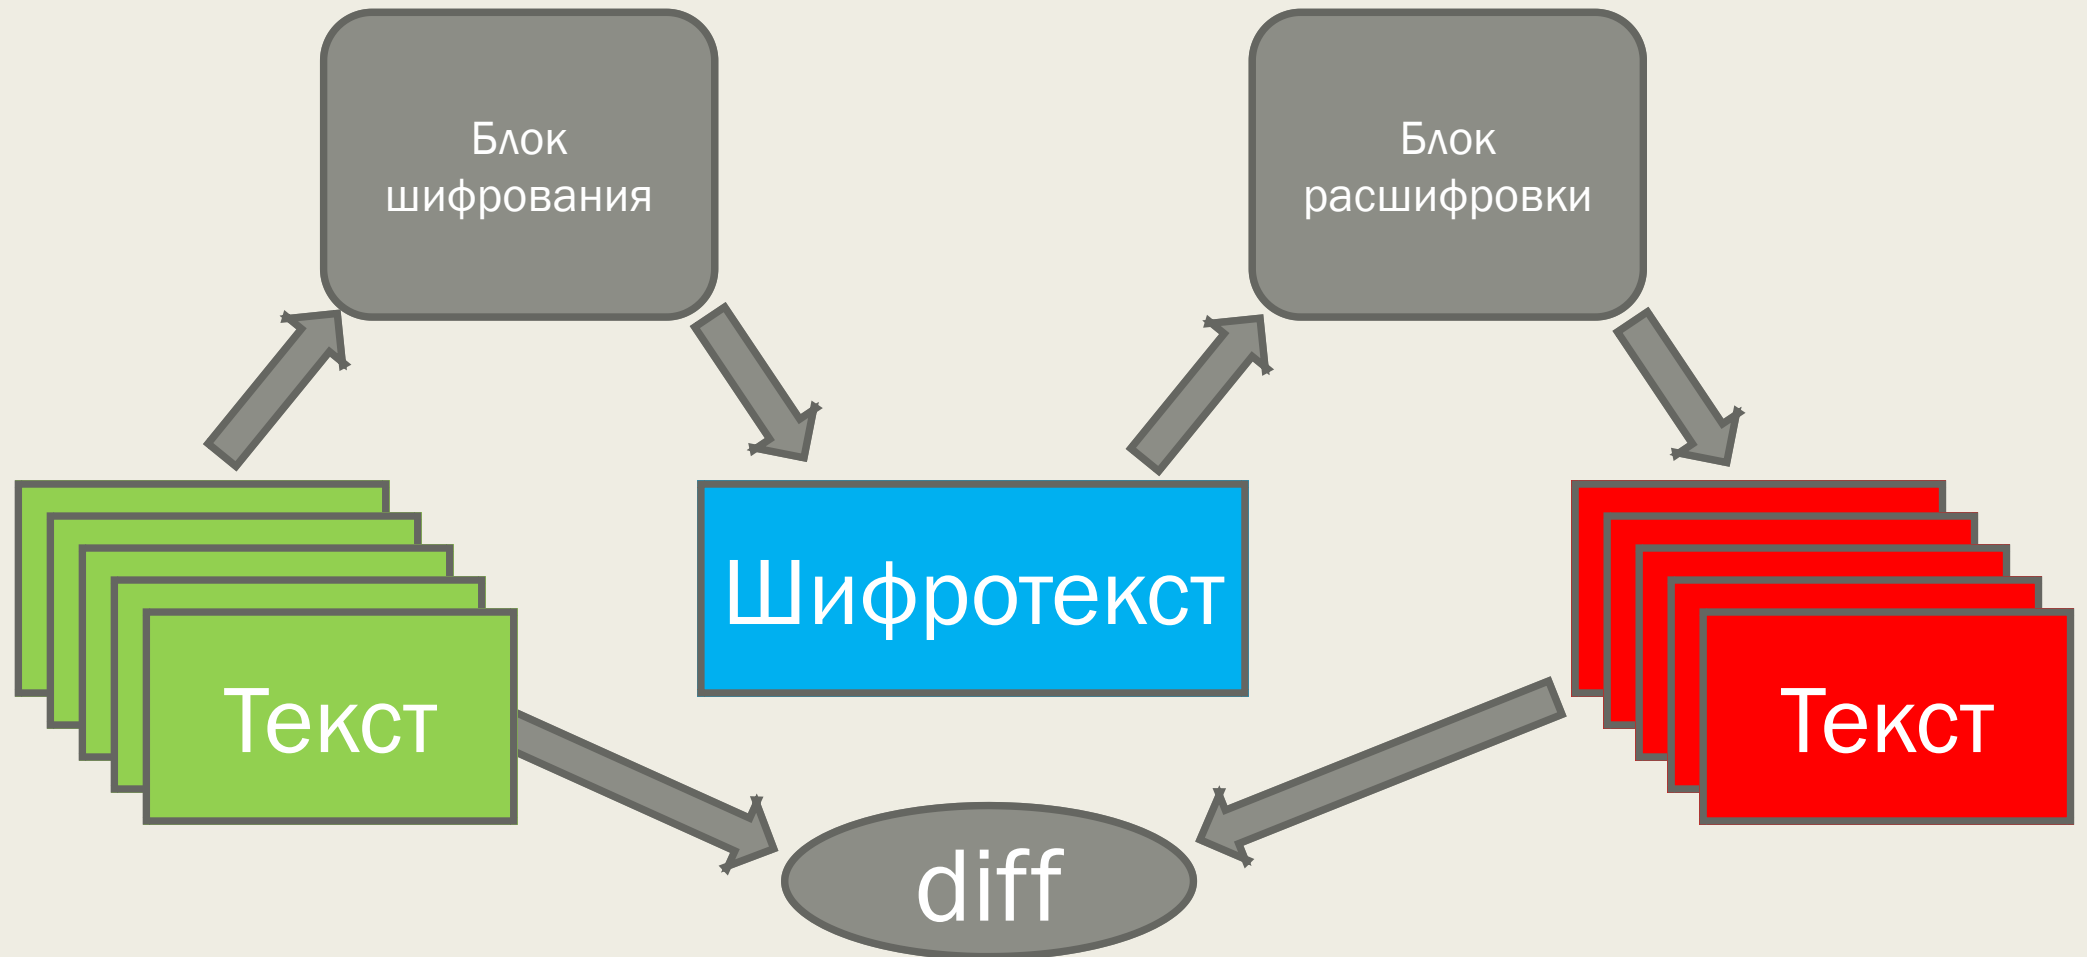 Блок
шифрования
Блок
расшифровки
Шифротекст
Текст
Текст
diff